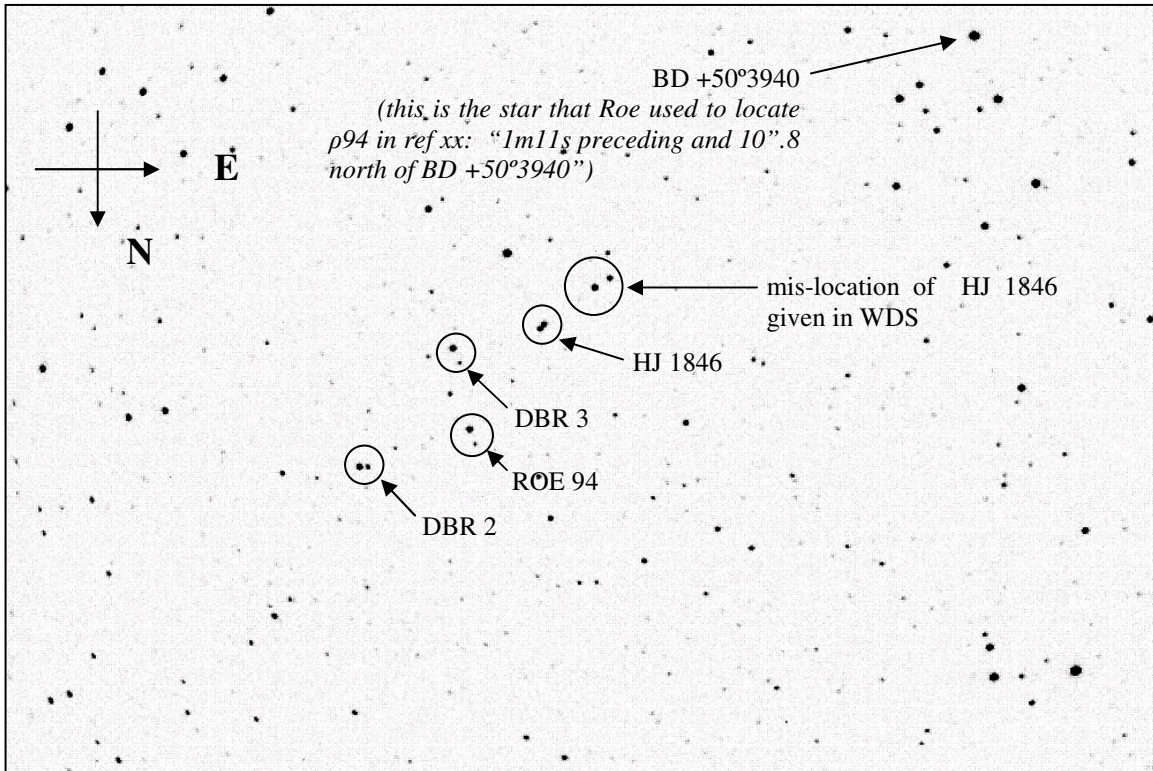 BD +50º3940
(this is the star that Roe used to locate
ρ94 in ref xx: “1m11s preceding and 10”.8
north of BD +50º3940”)
E
N
mis-location of HJ 1846
given in WDS
HJ 1846
DBR 3
ROE 94
DBR 2